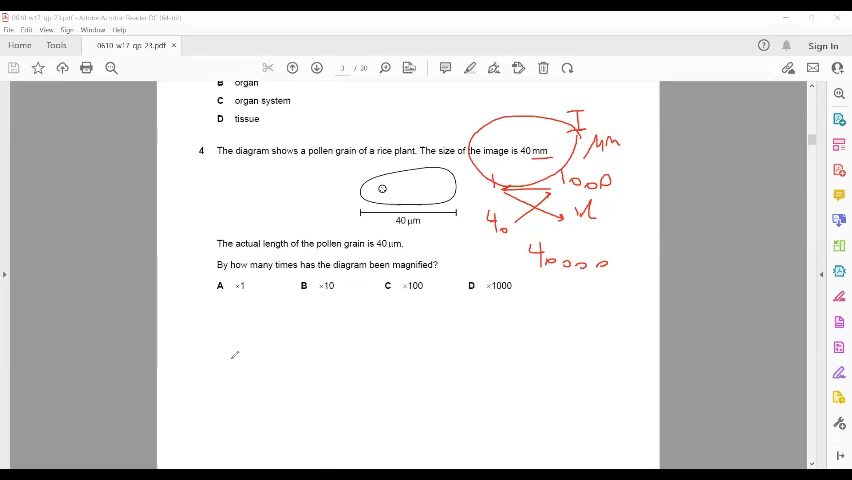 0610_w17_qp_23.pdf - Adobe Acrobat Reader DC (64-bit)
File Edit View Sign Window Help
Home Tools 0610_w17_qp_23.pdf × Sign In
3 / 20
B organ
C organ system
D tissue
I
4 The diagram shows a pollen grain of a rice plant. The size of the image is 40 mm
μm
1 1000
40
40000
40 μm
The actual length of the pollen grain is 40 μm.
By how many times has the diagram been magnified?
A ×1 B ×10 C ×100 D ×1000